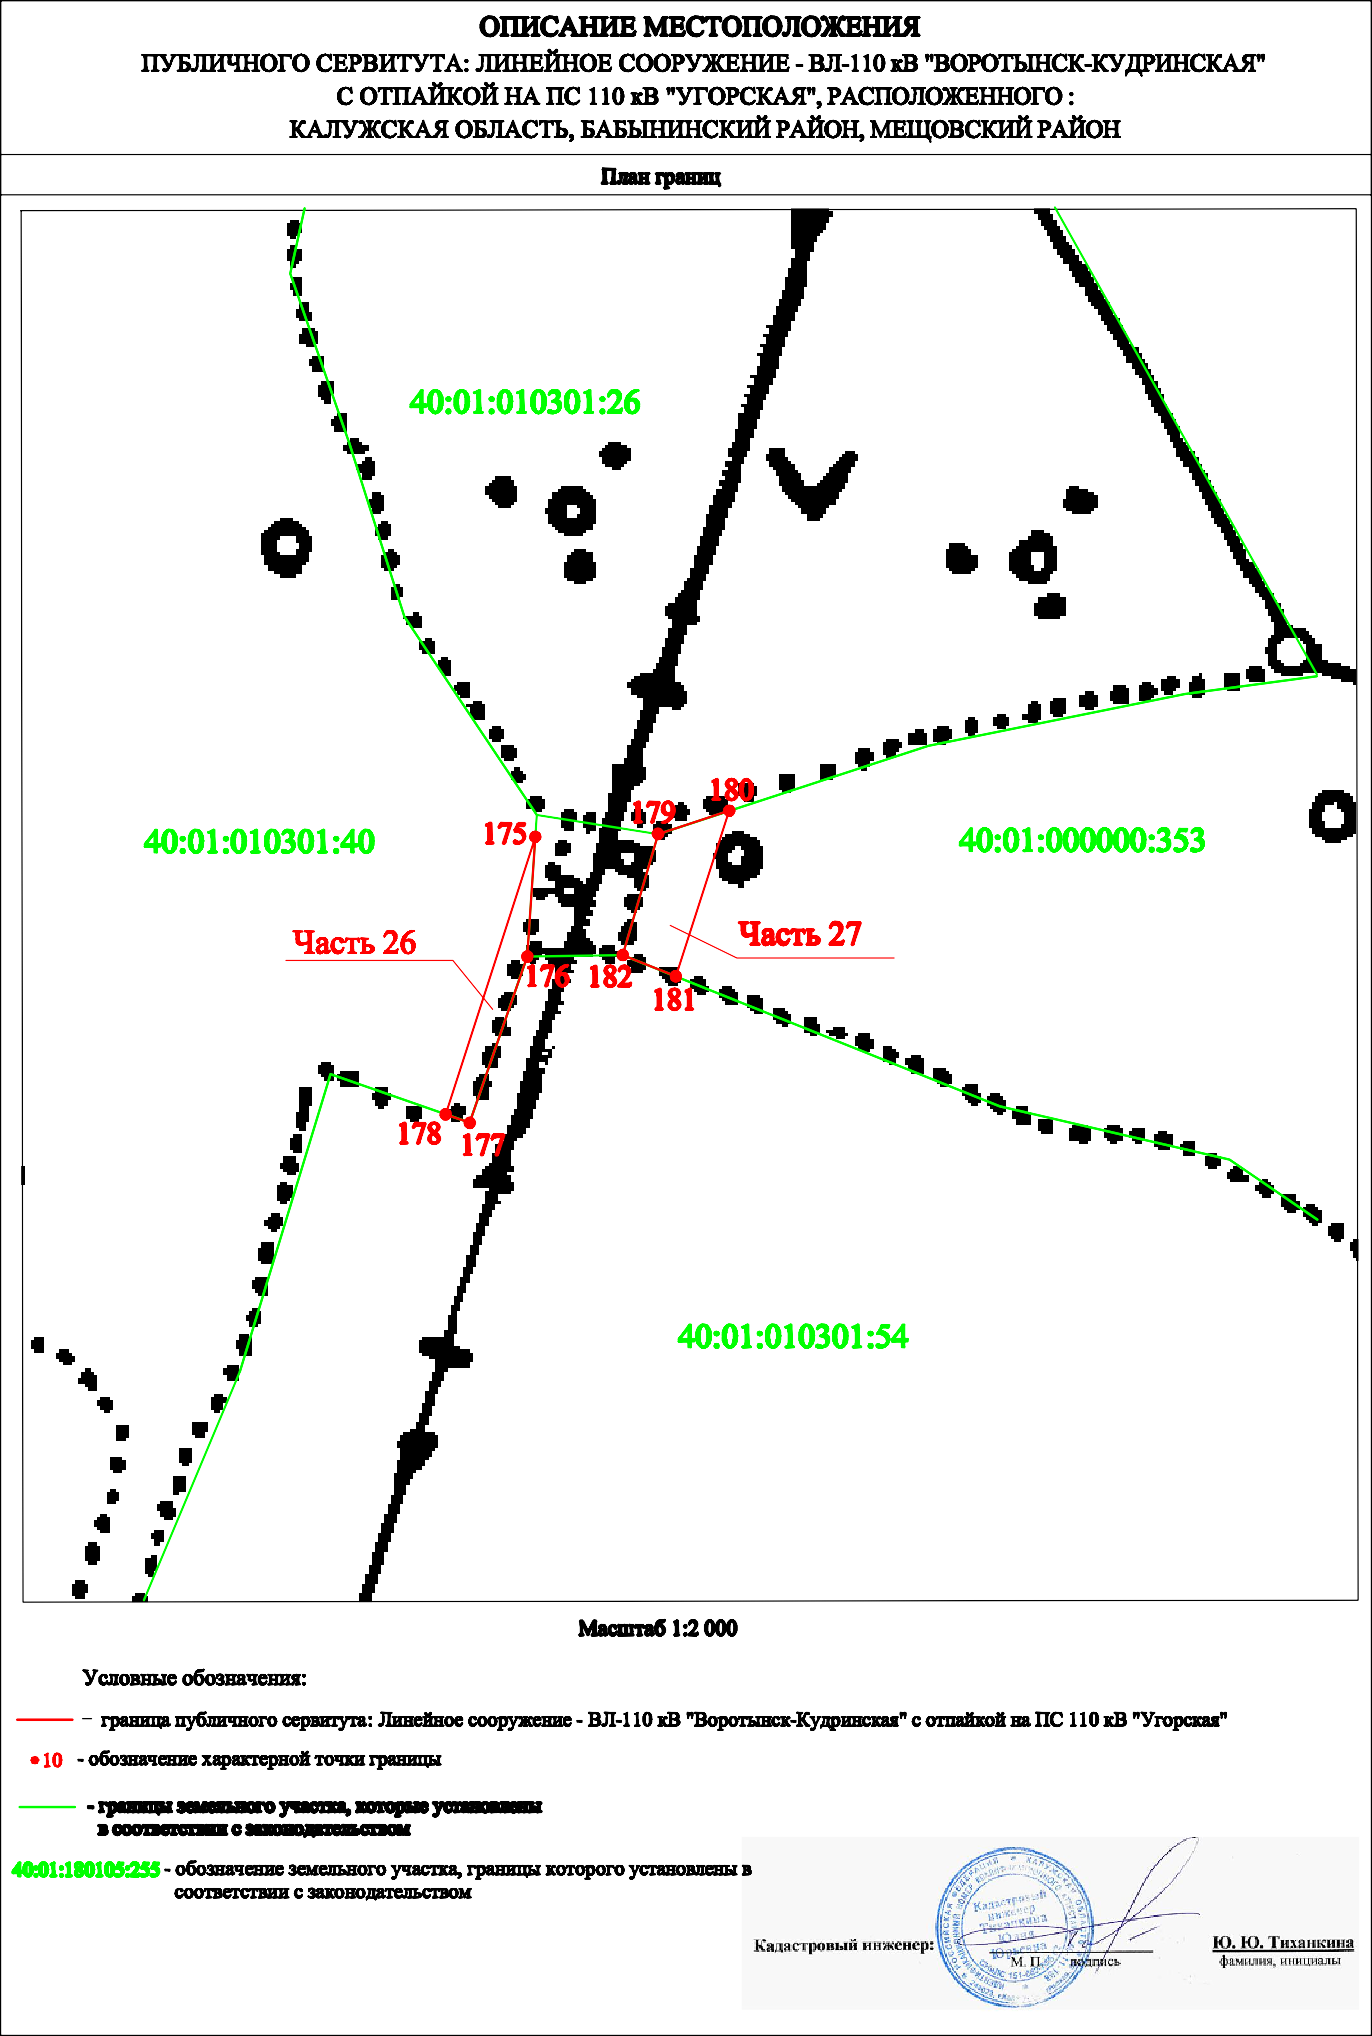 ОПИСАНИЕ МЕСТОПОЛОЖЕНИЯ
ПУБЛИЧНОГО СЕРВИТУТА: ЛИНЕЙНОЕ СООРУЖЕНИЕ - ВЛ-110 кВ "ВОРОТЫНСК-КУДРИНСКАЯ"
С ОТПАЙКОЙ НА ПС 110 кВ "УГОРСКАЯ", РАСПОЛОЖЕННОГО :
КАЛУЖСКАЯ ОБЛАСТЬ, БАБЫНИНСКИЙ РАЙОН, МЕЩОВСКИЙ РАЙОН
План границ
40:01:010301:26
180
179
175
40:01:010301:40
40:01:000000:353
Часть 26
Часть 27
176
182
181
178
177
40:01:010301:54
Масштаб 1:2 000
Условные обозначения:
– граница публичного сервитута: Линейное сооружение - ВЛ-110 кВ "Воротынск-Кудринская" с отпайкой на ПС 110 кВ "Угорская"
10 - обозначение характерной точки границы
- границы земельного участка, которые установлены
в соответствии с законодательством
40:01:180105:255 - обозначение земельного участка, границы которого установлены в
соответствии с законодательством
Кадастровый
инженер
Тиханкина
Юлия
Юрьевна
Кадастровый инженер:
М. П. подпись
Ю. Ю. Тиханкина
фамилия, инициалы